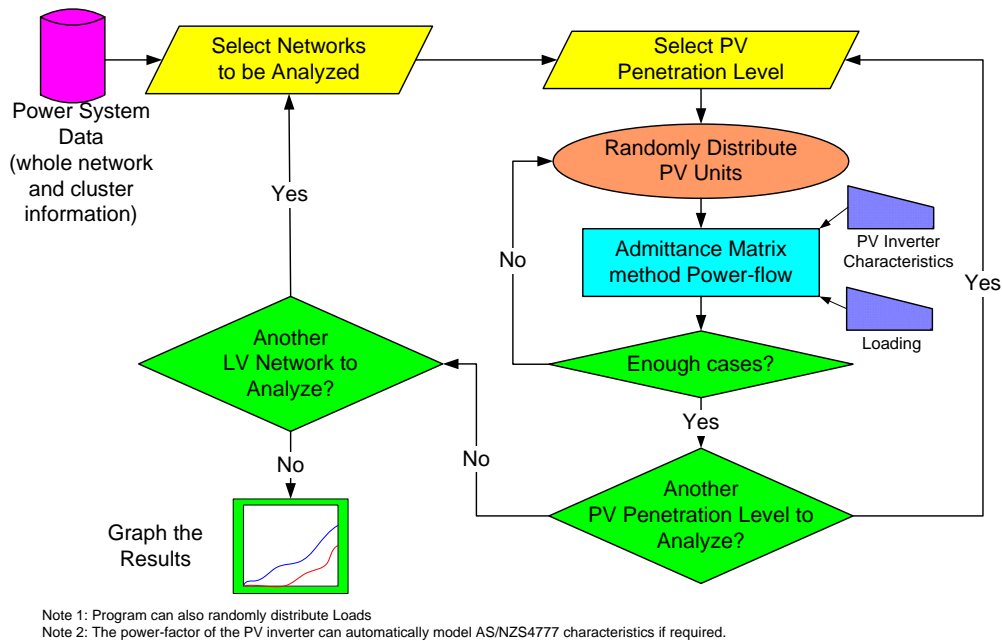 Select Networks
to be Analyzed
Select PV
Penetration Level
Power System
Data
(whole network
and cluster
information)
Randomly Distribute
PV Units
Yes
No
Admittance Matrix
method Power-flow
PV Inverter
Characteristics
Yes
Loading
Another
LV Network to
Analyze?
Enough cases?
Yes
No
No
Another
PV Penetration Level to
Analyze?
Graph the
Results
Note 1: Program can also randomly distribute Loads
Note 2: The power-factor of the PV inverter can automatically model AS/NZS4777 characteristics if required.